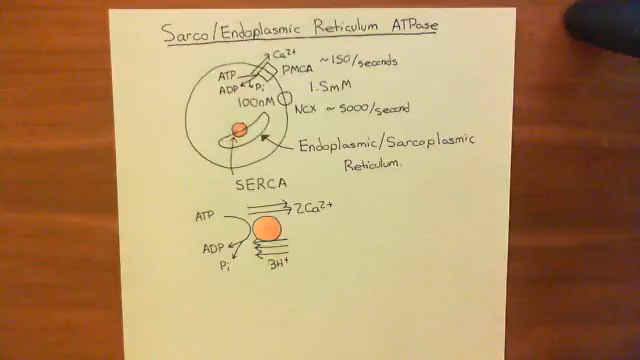 Sarco/Endoplasmic Reticulum ATPase
Ca2+
ATP
ADP
Pi
PMCA ~150/seconds
1.5mM
100nM
NCX ~ 5000/second
Endoplasmic/Sarcoplasmic
Reticulum.
SERCA
ATP
2Ca2+
ADP
Pi
3H+